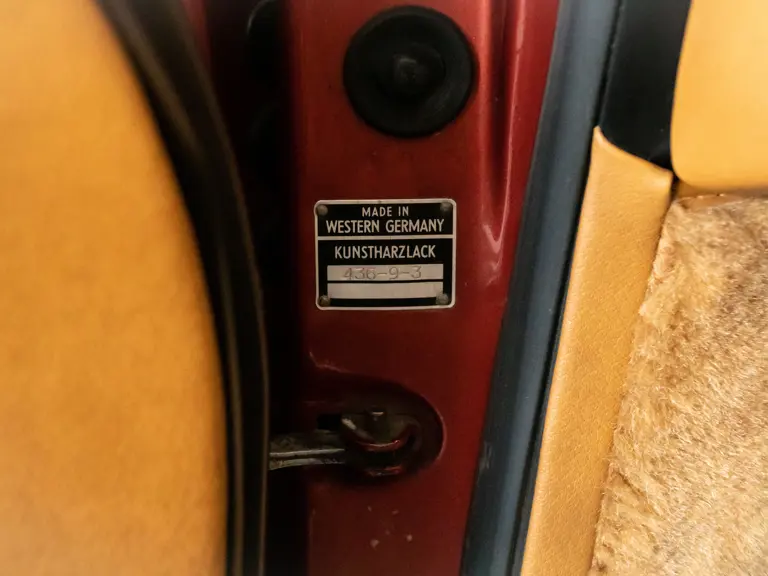 MADE IN
WESTERN GERMANY
KUNSTHARZLACK
436-9-3